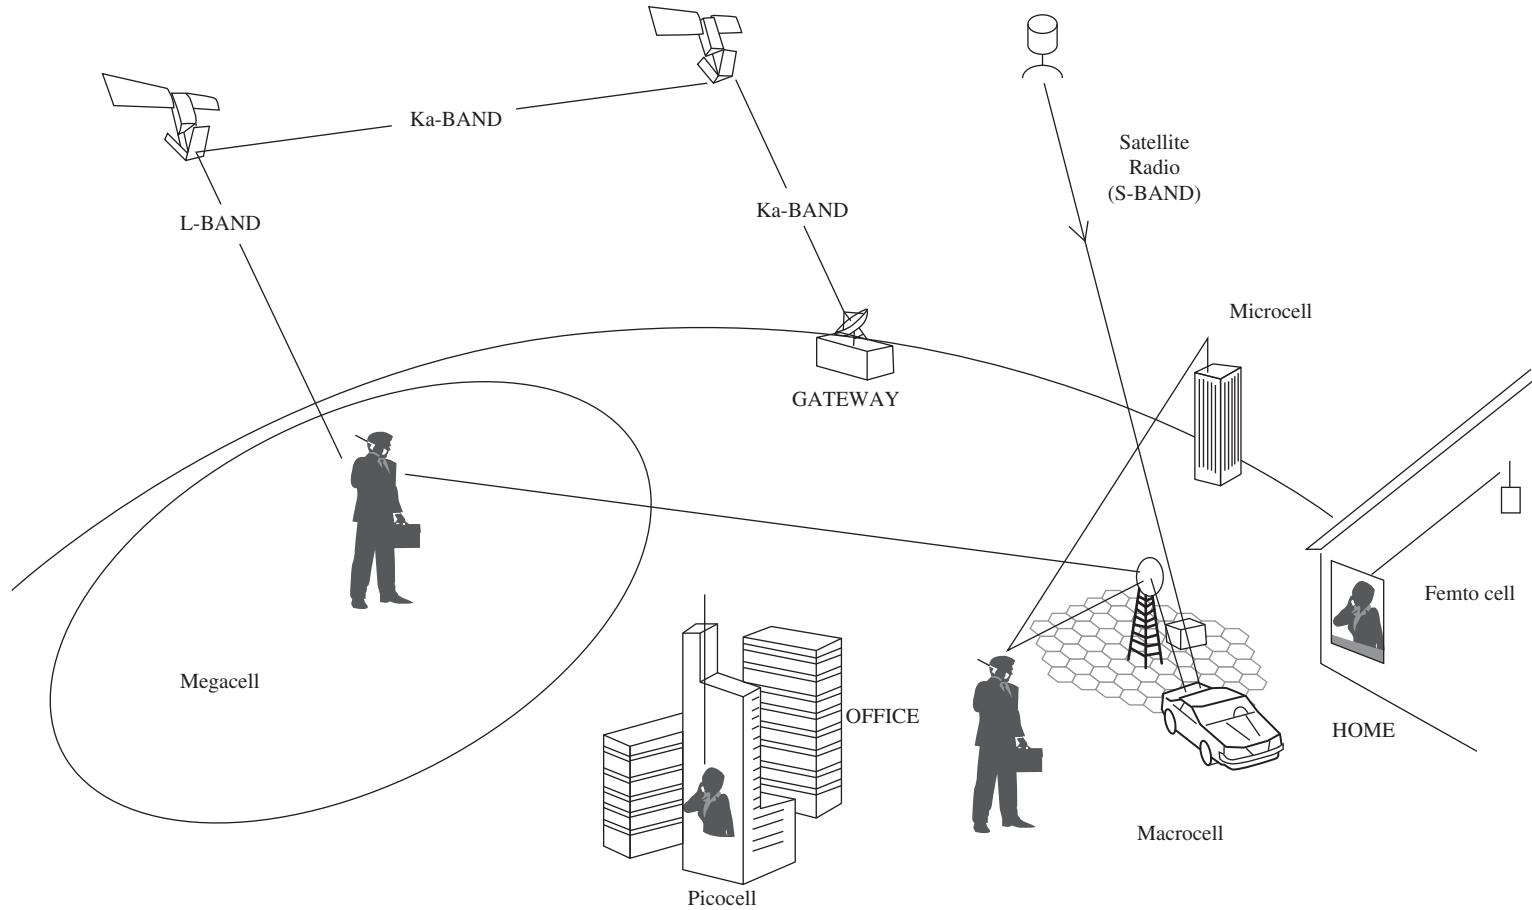 Ka-BAND
Satellite
Radio
(S-BAND)
L-BAND
Ka-BAND
Microcell
GATEWAY
Femto cell
Megacell
OFFICE
HOME
Macrocell
Picocell